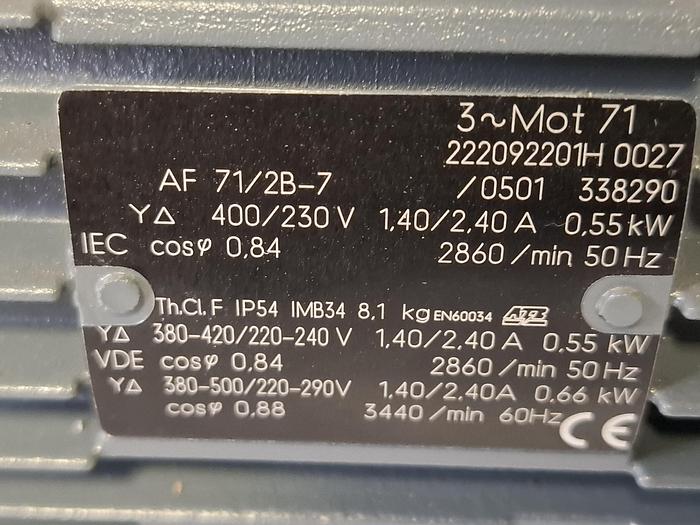 3~Mot 71
222092201H 0027
AF 71/2B-7 /0501 338290
Y∆ 400/230 V 1,40/2,40 A 0,55 kW
IEC cosφ 0,84 2860 /min 50 Hz
Th.Cl. F IP54 IMB34 8,1 kg EN60034
Y∆ 380-420/220-240 V 1,40/2,40 A 0,55 kW
VDE cosφ 0,84 2860 /min 50 Hz
Y∆ 380-500/220-290V 1,40/2,40A 0,66 kW
cosφ 0,88 3440 /min 60Hz
CE